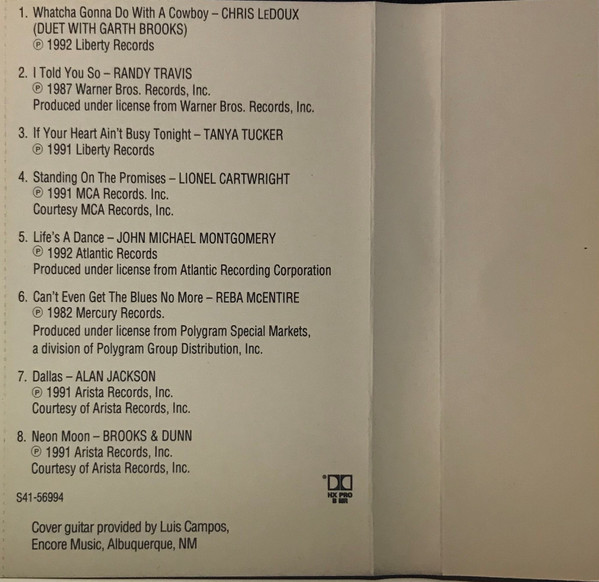 1. Whatcha Gonna Do With A Cowboy – CHRIS LEDOUX
(DUET WITH GARTH BROOKS)
℗ 1992 Liberty Records
2. I Told You So – RANDY TRAVIS
℗ 1987 Warner Bros. Records, Inc.
Produced under license from Warner Bros. Records, Inc.
3. If Your Heart Ain't Busy Tonight – TANYA TUCKER
℗ 1991 Liberty Records
4. Standing On The Promises – LIONEL CARTWRIGHT
℗ 1991 MCA Records. Inc.
Courtesy MCA Records, Inc.
5. Life's A Dance – JOHN MICHAEL MONTGOMERY
℗ 1992 Atlantic Records
Produced under license from Atlantic Recording Corporation
6. Can't Even Get The Blues No More – REBA McENTIRE
℗ 1982 Mercury Records.
Produced under license from Polygram Special Markets,
a division of Polygram Group Distribution, Inc.
7. Dallas – ALAN JACKSON
℗ 1991 Arista Records, Inc.
Courtesy of Arista Records, Inc.
8. Neon Moon – BROOKS & DUNN
℗ 1991 Arista Records, Inc.
Courtesy of Arista Records, Inc.
S41-56994
HX PRO
Cover guitar provided by Luis Campos,
Encore Music, Albuquerque, NM